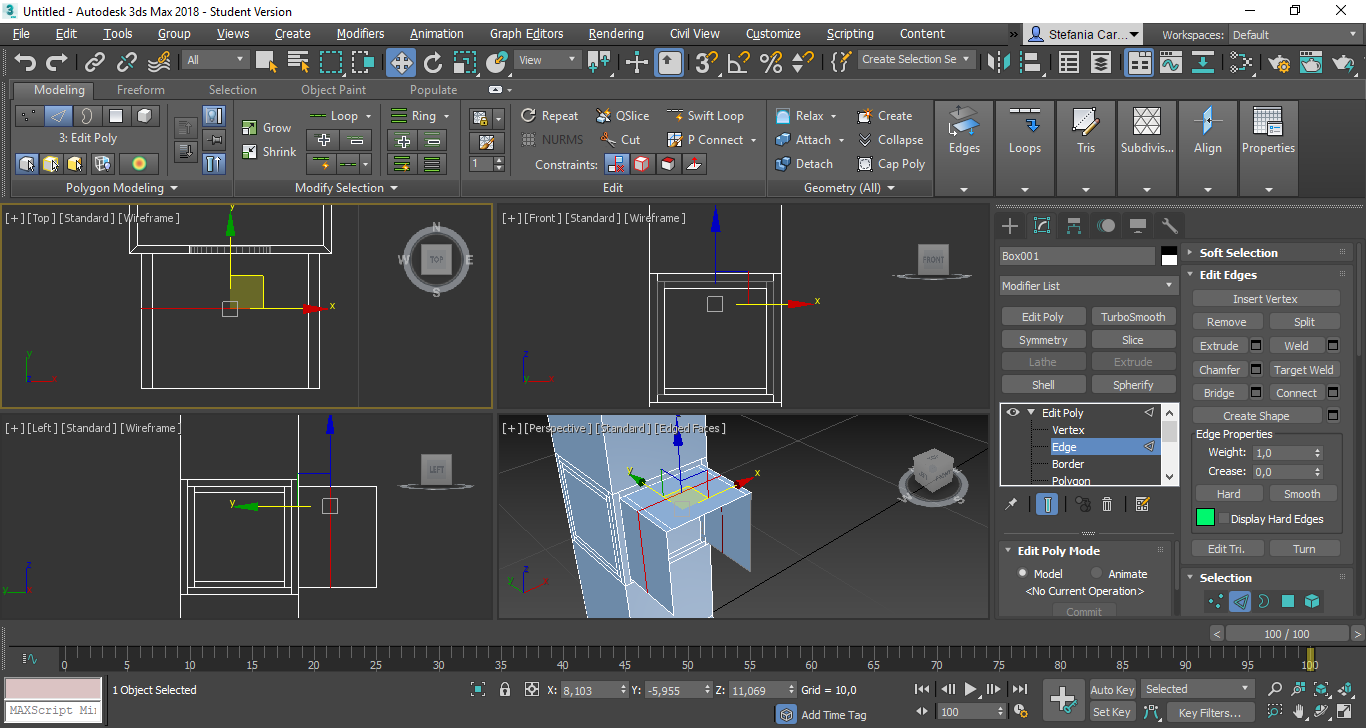 Untitled - Autodesk 3ds Max 2018 - Student Version
File Edit Tools Group Views Create Modifiers Animation Graph Editors Rendering Civil View Customize Scripting Content » Stefania Car... Workspaces: Default
All View Create Selection Se
Modeling Freeform Selection Object Paint Populate
3: Edit Poly
Grow
Shrink
Loop Ring
1
Repeat QSlice Swift Loop
NURMS Cut P Connect
Constraints:
Relax Create
Attach Collapse
Detach Cap Poly
Edges Loops Tris Subdivis... Align Properties
Polygon Modeling Modify Selection Edit Geometry (All)
[+] [Top] [Standard] [Wireframe]
y
x
N
W TOP E
S
y
z x
[+] [Front] [Standard] [Wireframe]
x
FRONT
z
y x
[+] [Left] [Standard] [Wireframe]
y
LEFT
z
y
[+] [Perspective] [Standard] [Edged Faces]
z
y x
W S
z
y x
Box001
Modifier List
Edit Poly TurboSmooth
Symmetry Slice
Lathe Extrude
Shell Spherify
Edit Poly
Vertex
Edge
Border
Polygon
Edit Poly Mode
Model Animate
<No Current Operation>
Commit
Soft Selection
Edit Edges
Insert Vertex
Remove Split
Extrude Weld
Chamfer Target Weld
Bridge Connect
Create Shape
Edge Properties
Weight: 1,0
Crease: 0,0
Hard Smooth
Display Hard Edges
Edit Tri. Turn
Selection
< 100 / 100 >
0 5 10 15 20 25 30 35 40 45 50 55 60 65 70 75 80 85 90 95 100
MAXScript Mi
1 Object Selected
X: 8,103 Y: -5,955 Z: 11,069 Grid = 10,0
Add Time Tag
100
Auto Key Selected
Set Key Key Filters...